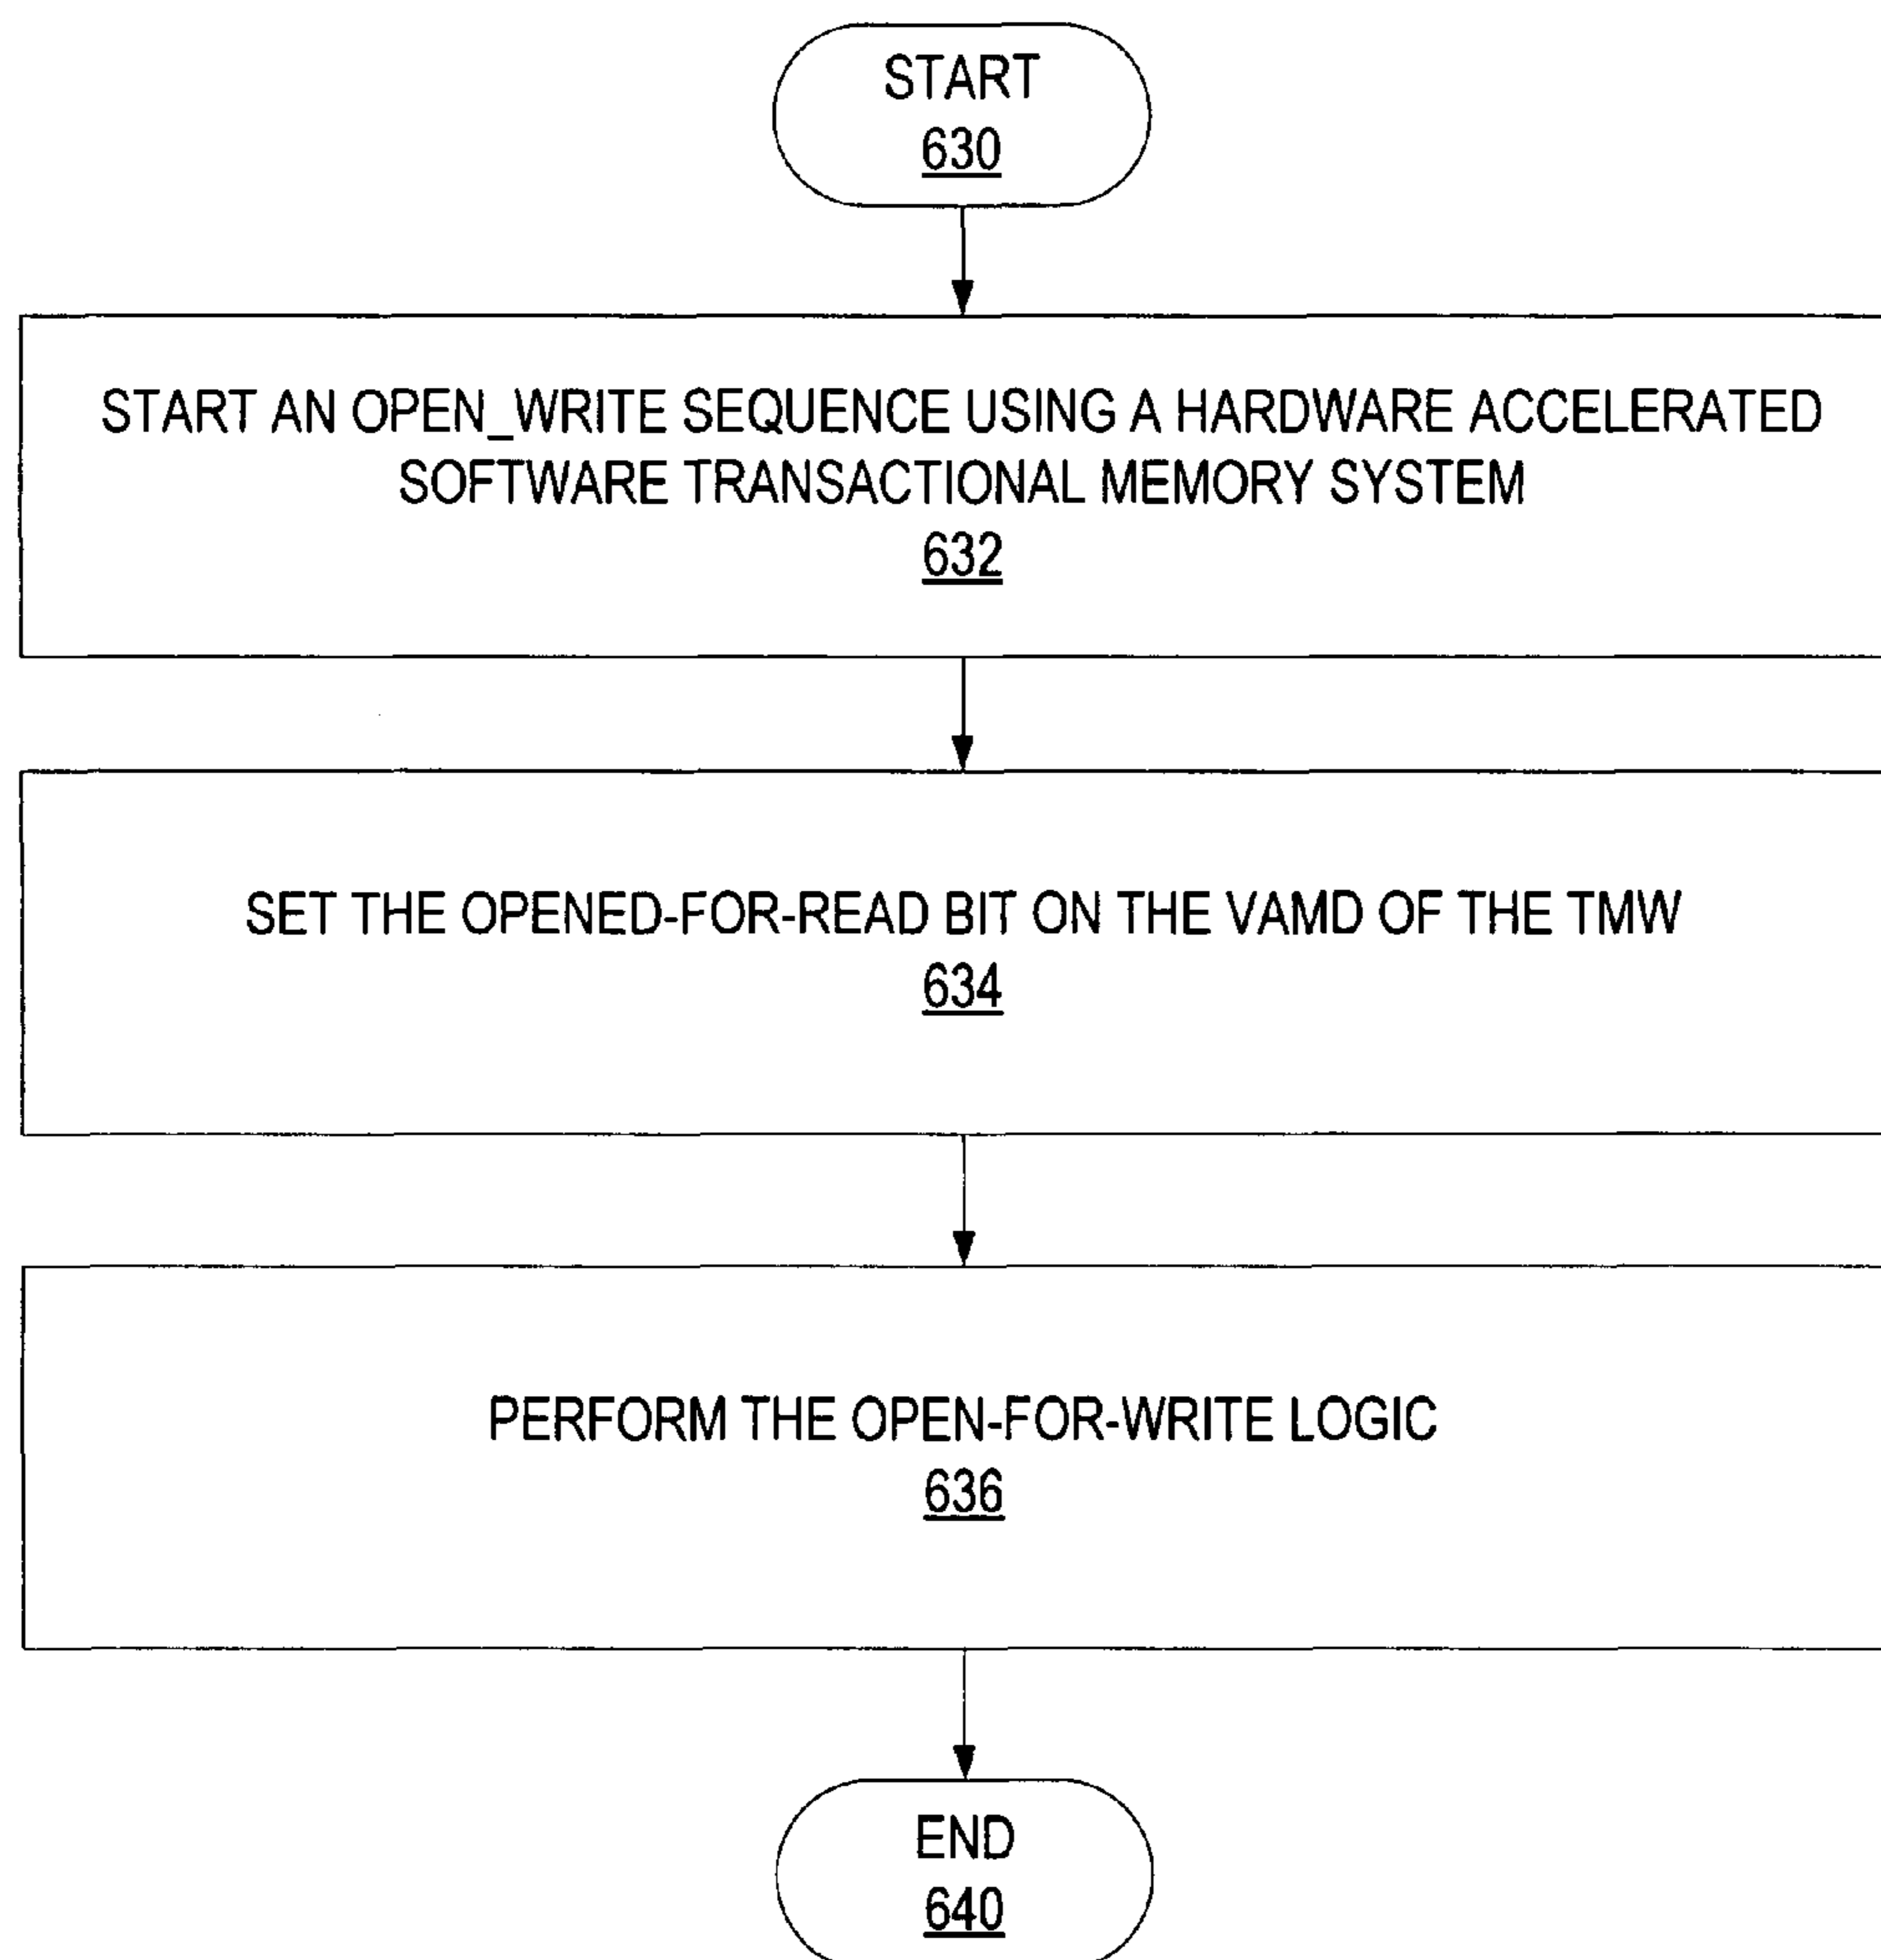 START
630
START AN OPEN_WRITE SEQUENCE USING A HARDWARE ACCELERATED
SOFTWARE TRANSACTIONAL MEMORY SYSTEM
632
SET THE OPENED-FOR-READ BIT ON THE VAMD OF THE TMW
634
PERFORM THE OPEN-FOR-WRITE LOGIC
636
END
640